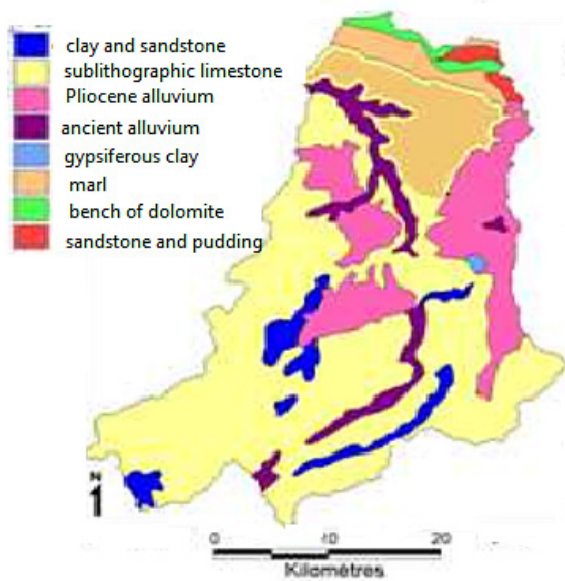 clay and sandstone
sublithographic limestone
Pliocene alluvium
ancient alluvium
gypsiferous clay
marl
bench of dolomite
sandstone and pudding
N
0 10 20
Kilométres